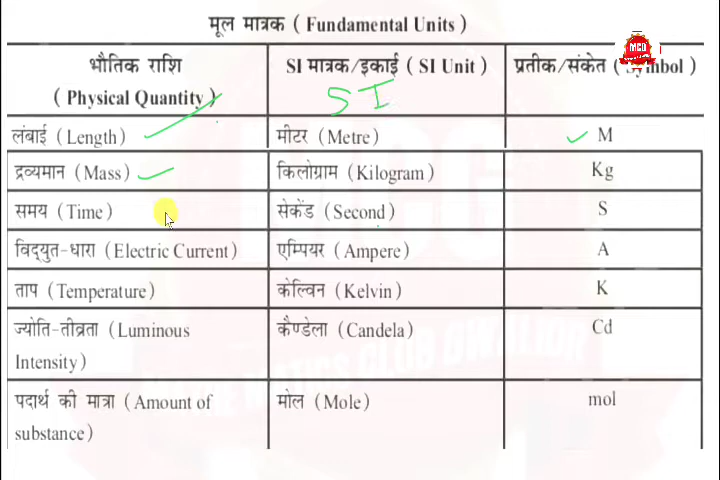 मूल मात्रक ( Fundamental Units )
MCG
भौतिक राशि ( Physical Quantity) SI मात्रक/इकाई ( SI Unit ) प्रतीक/संकेत ( Symbol )
SI
लंबाई (Length) मीटर (Metre) M
द्रव्यमान (Mass) किलोग्राम (Kilogram) Kg
समय (Time) सेकेंड (Second) S
विद्युत-धारा (Electric Current) एम्पियर (Ampere) A
ताप (Temperature) केल्विन (Kelvin) K
ज्योति-तीव्रता (Luminous Intensity) कैण्डेला (Candela) Cd
पदार्थ की मात्रा (Amount of substance) मोल (Mole) mol